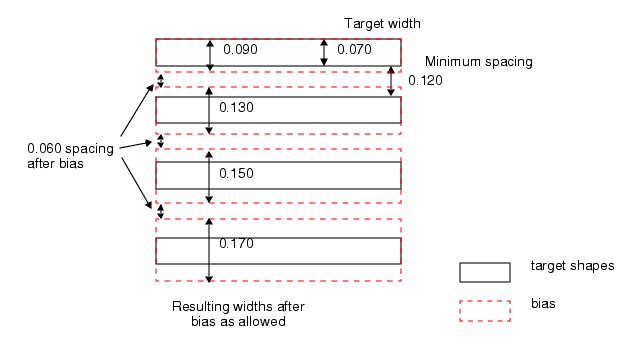 Target width
0.090
0.070
Minimum spacing
0.120
0.130
0.060 spacing
after bias
0.150
0.170
target shapes
bias
Resulting widths after
bias as allowed